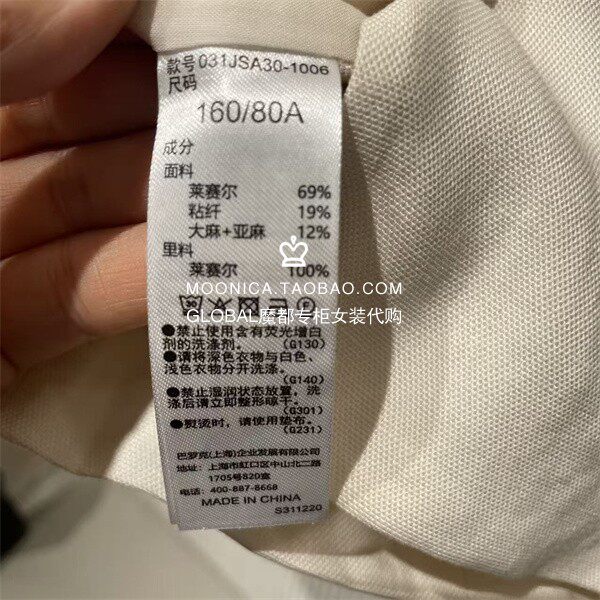 款号031JSA30-1006
尺码
160/80A
成分
面料
莱赛尔 69%
粘纤 19%
大麻+亚麻 12%
里料
莱赛尔 100%
MOONICA.TAOBAO.COM
GLOBAL魔都专柜女装代购
●禁止使用含有荧光增白
剂的洗涤剂。(G130)
●请将深色衣物与白色、
浅色衣物分开洗涤。
(G140)
●禁止湿润状态放置,洗
涤后请立即整形晾干。
(G301)
●熨烫时,请使用垫布。
(G231)
巴罗克(上海)企业发展有限公司
地址:上海市虹口区中山北二路
1705号820室
电话:400-887-8668
MADE IN CHINA
S311220